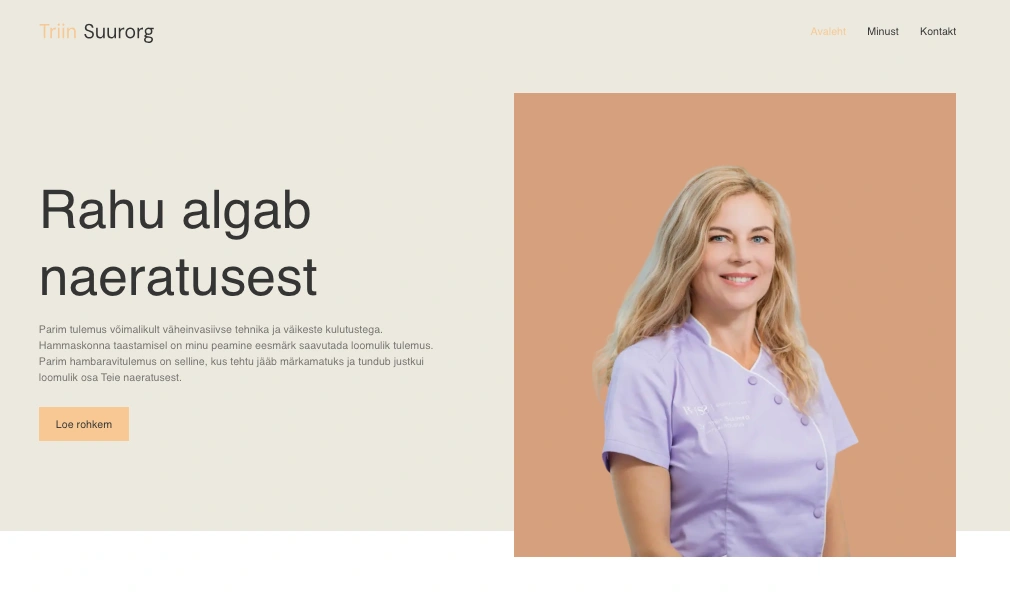 Triin Suurorg
Avaleht Minust Kontakt
Rahu algab
naeratusest
Parim tulemus võimalikult väheinvasiivse tehnika ja väikeste kulutustega.
Hammaskonna taastamisel on minu peamine eesmärk saavutada loomulik tulemus.
Parim hambaravitulemus on selline, kus tehtu jääb märkamatuks ja tundub justkui
loomulik osa Teie naeratusest.
Loe rohkem